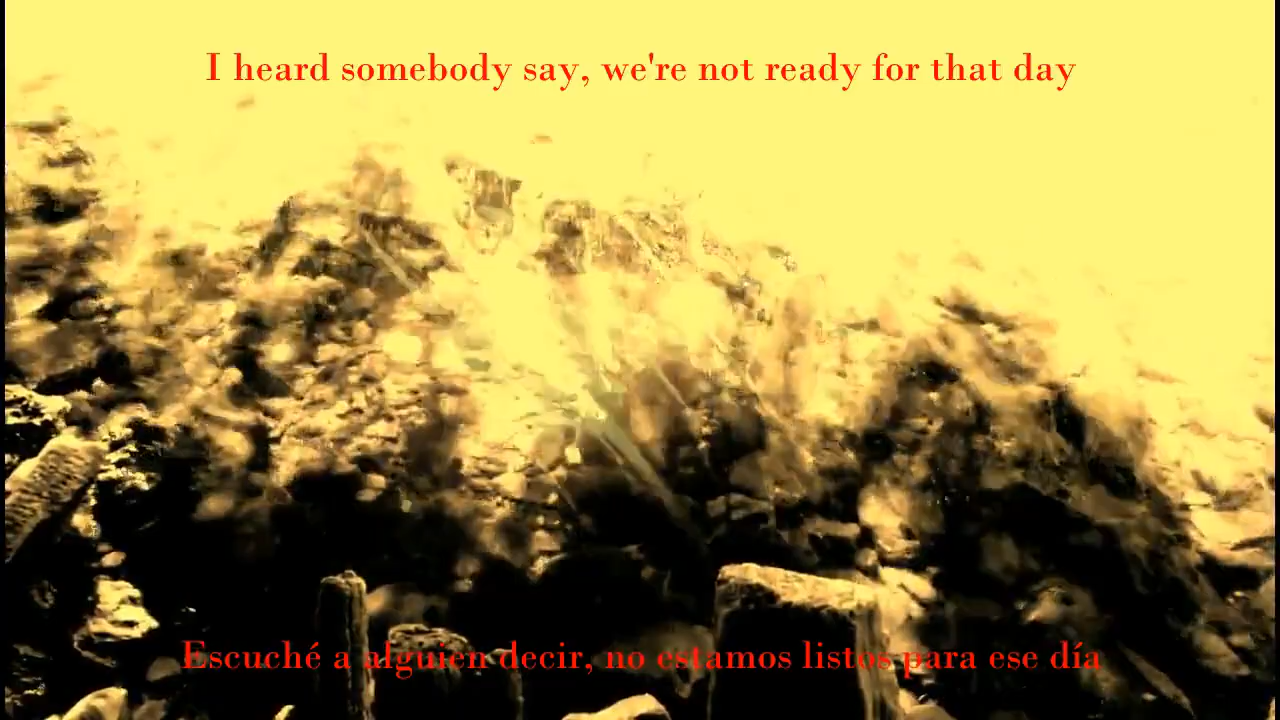 I heard somebody say, we're not ready for that day
Escuché a alguien decir, no estamos listos para ese día